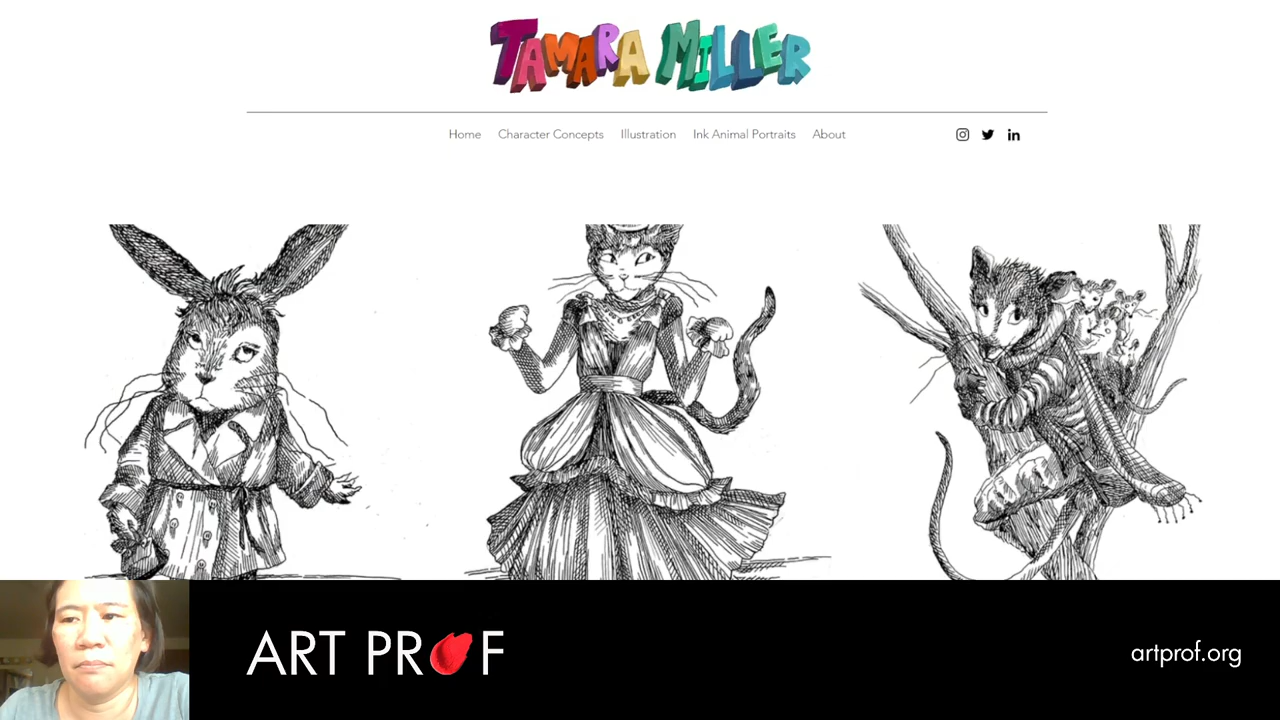 TAMARA MILLER
Home Character Concepts Illustration Ink Animal Portraits About
ART PROF
artprof.org